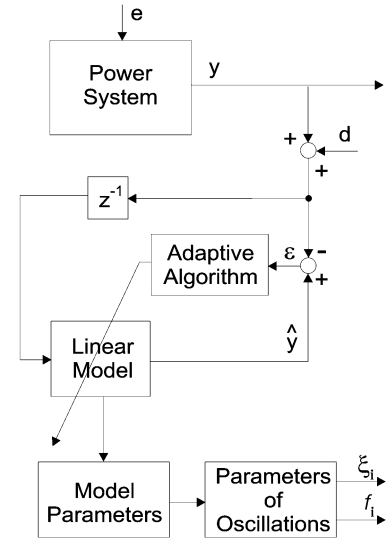 e
Power
System
y
+
d
+
z⁻¹
Adaptive
Algorithm
ε
-
+
Linear
Model
ŷ
Model
Parameters
Parameters
of
Oscillations
ξᵢ
fᵢ